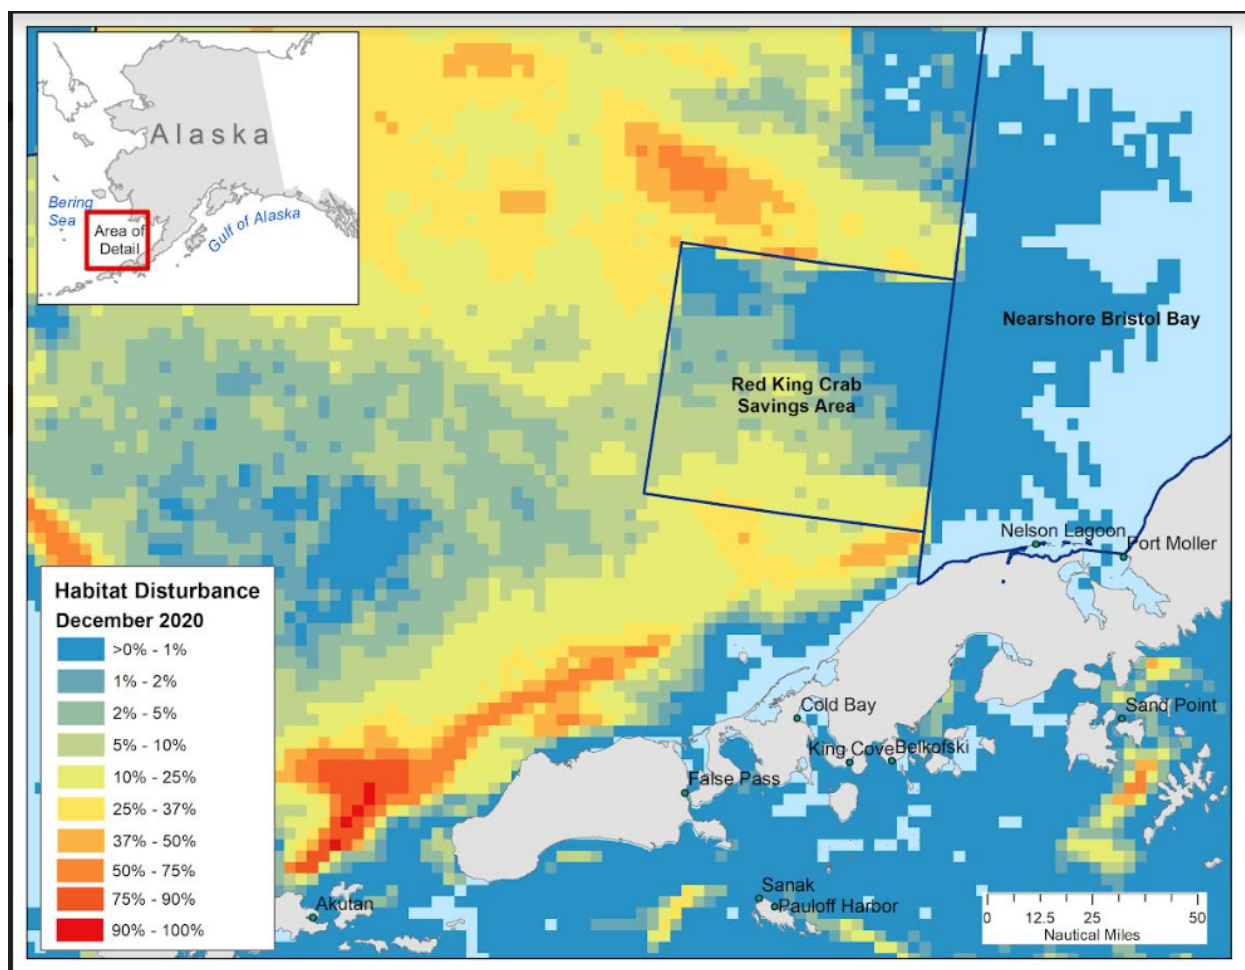 Alaska
Bering
Sea
Area of
Detail
Gulf of Alaska
Nearshore Bristol Bay
Red King Crab
Savings Area
Nelson Lagoon
Port Moller
Habitat Disturbance
December 2020
>0% - 1%
1% - 2%
2% - 5%
5% - 10%
10% - 25%
25% - 37%
37% - 50%
50% - 75%
75% - 90%
90% - 100%
Cold Bay
Sand Point
King Cove
Belkofski
False Pass
Akutan
Sanak
Pauloff Harbor
0 12.5 25 50
Nautical Miles